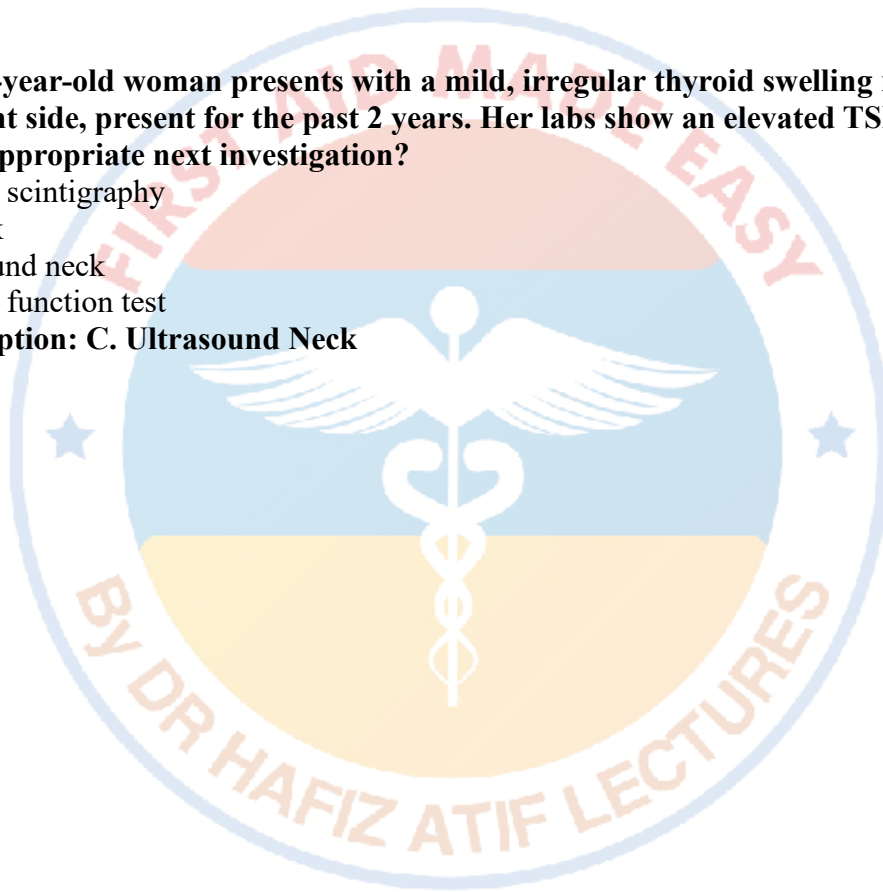 -year-old woman presents with a mild, irregular thyroid swelling
nt side, present for the past 2 years. Her labs show an elevated
ppropriate next investigation?
scintigraphy
und neck
function test
ption: C. Ultrasound Neck
FIRST AID MADE EASY
By DR HAFIZ ATIF LECTURES